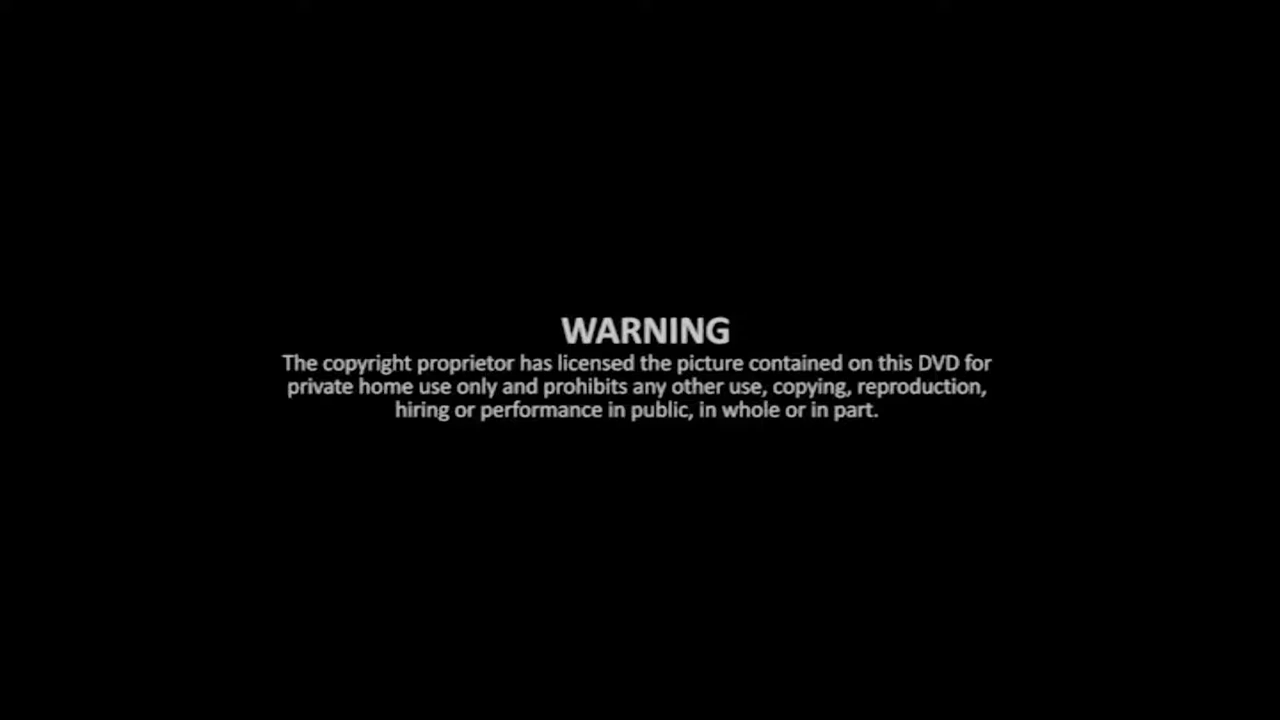 WARNING
The copyright proprietor has licensed the picture contained on this DVD for
private home use only and prohibits any other use, copying, reproduction,
hiring or performance in public, in whole or in part.